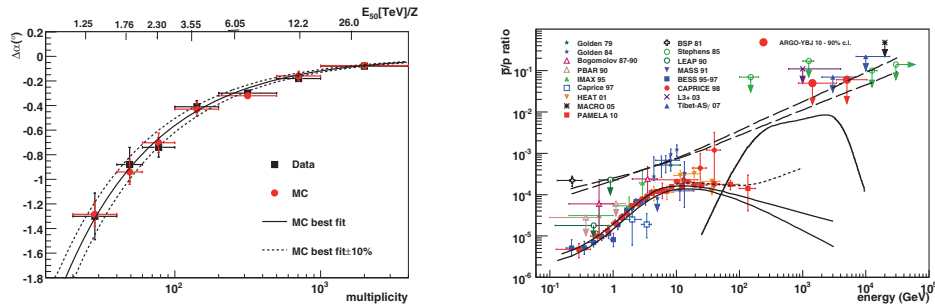 E50[TeV]/Z
1.25 1.76 2.30 3.55 6.05 12.2 26.0
Δα(°)
0.2
0
-0.2
-0.4
-0.6
-0.8
-1
-1.2
-1.4
-1.6
-1.8
Data
MC
MC best fit
MC best fit±10%
10²
10³
multiplicity
p̄/p ratio
1
10⁻¹
10⁻²
10⁻³
10⁻⁴
10⁻⁵
10⁻⁶
Golden 79
Golden 84
Bogomolov 87-90
PBAR 90
IMAX 95
Caprice 97
HEAT 01
MACRO 05
PAMELA 10
BSP 81
Stephens 85
LEAP 90
MASS 91
BESS 95-97
CAPRICE 98
L3+ 03
Tibet-ASγ 07
ARGO-YBJ 10 - 90% c.l.
10⁻¹ 1 10 10² 10³ 10⁴ 10⁵
energy (GeV)